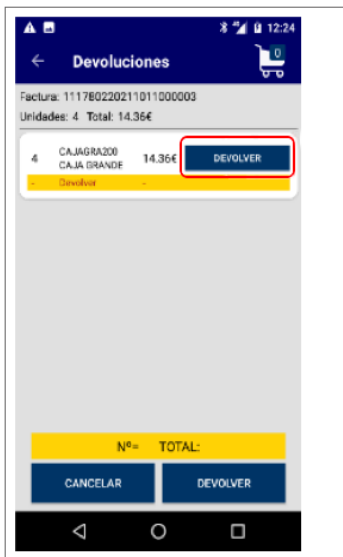 12:24
Devoluciones
0
Factura: 11178022021101100003
Unidades: 4 Total: 14.36€
4 CAJAGRA200 14.36€ DEVOLVER
CAJA GRANDE
- Devolver -
Nº= TOTAL:
CANCELAR DEVOLVER